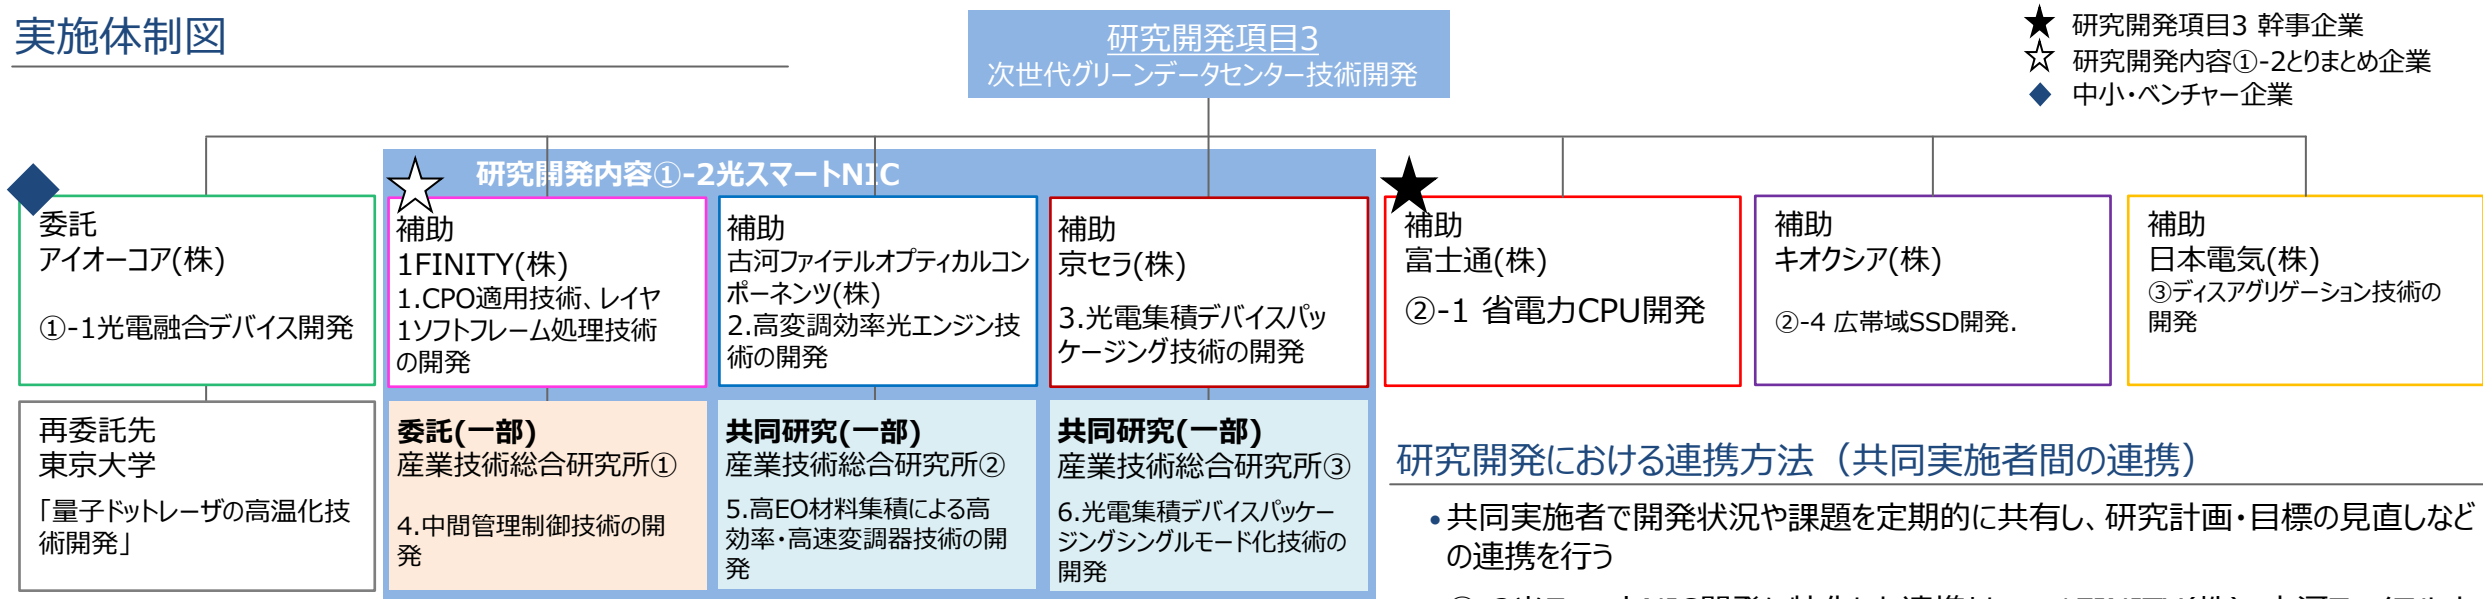 実施体制図
研究開発項目3
次世代グリーンデータセンター技術開発
★ 研究開発項目3 幹事企業
☆ 研究開発内容①-2とりまとめ企業
◆ 中小・ベンチャー企業
研究開発内容①-2光スマートNIC
委託
アイオーコア(株)
①-1光電融合デバイス開発
補助
1FINITY(株)
1.CPO適用技術、レイヤ
1ソフトフレーム処理技術
の開発
補助
古河ファイテルオプティカルコン
ポーネンツ(株)
2.高変調効率光エンジン技
術の開発
補助
京セラ(株)
3.光電集積デバイスパッ
ケージング技術の開発
補助
富士通(株)
②-1 省電力CPU開発
補助
キオクシア(株)
②-4 広帯域SSD開発.
補助
日本電気(株)
③ディスアグリゲーション技術の
開発
再委託先
東京大学
「量子ドットレーザの高温化技
術開発」
委託(一部)
産業技術総合研究所①
4.中間管理制御技術の開
発
共同研究(一部)
産業技術総合研究所②
5.高EO材料集積による高
効率・高速変調器技術の開
発
共同研究(一部)
産業技術総合研究所③
6.光電集積デバイスパッケー
ジングシングルモード化技術の
開発
研究開発における連携方法（共同実施者間の連携）
•共同実施者で開発状況や課題を定期的に共有し、研究計画・目標の見直しなど
の連携を行う